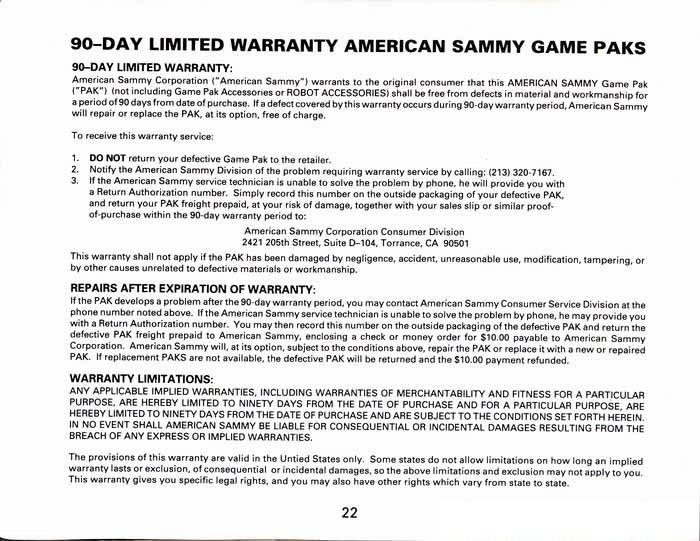 90–DAY LIMITED WARRANTY AMERICAN SAMMY GAME PAKS
90–DAY LIMITED WARRANTY:
American Sammy Corporation ("American Sammy") warrants to the original consumer that this AMERICAN SAMMY Game Pak
("PAK") (not including Game Pak Accessories or ROBOT ACCESSORIES) shall be free from defects in material and workmanship for
a period of 90 days from date of purchase. If a defect covered by this warranty occurs during 90-day warranty period, American Sammy
will repair or replace the PAK, at its option, free of charge.
To receive this warranty service:
1. DO NOT return your defective Game Pak to the retailer.
2. Notify the American Sammy Division of the problem requiring warranty service by calling: (213) 320-7167.
3. If the American Sammy service technician is unable to solve the problem by phone, he will provide you with
a Return Authorization number. Simply record this number on the outside packaging of your defective PAK,
and return your PAK freight prepaid, at your risk of damage, together with your sales slip or similar proof-
of-purchase within the 90-day warranty period to:
American Sammy Corporation Consumer Division
2421 205th Street, Suite D–104, Torrance, CA 90501
This warranty shall not apply if the PAK has been damaged by negligence, accident, unreasonable use, modification, tampering, or
by other causes unrelated to defective materials or workmanship.
REPAIRS AFTER EXPIRATION OF WARRANTY:
If the PAK develops a problem after the 90-day warranty period, you may contact American Sammy Consumer Service Division at the
phone number noted above. If the American Sammy service technician is unable to solve the problem by phone, he may provide you
with a Return Authorization number. You may then record this number on the outside packaging of the defective PAK and return the
defective PAK freight prepaid to American Sammy, enclosing a check or money order for $10.00 payable to American Sammy
Corporation. American Sammy will, at its option, subject to the conditions above, repair the PAK or replace it with a new or repaired
PAK. If replacement PAKS are not available, the defective PAK will be returned and the $10.00 payment refunded.
WARRANTY LIMITATIONS:
ANY APPLICABLE IMPLIED WARRANTIES, INCLUDING WARRANTIES OF MERCHANTABILITY AND FITNESS FOR A PARTICULAR
PURPOSE, ARE HEREBY LIMITED TO NINETY DAYS FROM THE DATE OF PURCHASE AND FOR A PARTICULAR PURPOSE, ARE
HEREBY LIMITED TO NINETY DAYS FROM THE DATE OF PURCHASE AND ARE SUBJECT TO THE CONDITIONS SET FORTH HEREIN.
IN NO EVENT SHALL AMERICAN SAMMY BE LIABLE FOR CONSEQUENTIAL OR INCIDENTAL DAMAGES RESULTING FROM THE
BREACH OF ANY EXPRESS OR IMPLIED WARRANTIES.
The provisions of this warranty are valid in the Untied States only. Some states do not allow limitations on how long an implied
warranty lasts or exclusion, of consequential or incidental damages, so the above limitations and exclusion may not apply to you.
This warranty gives you specific legal rights, and you may also have other rights which vary from state to state.
22